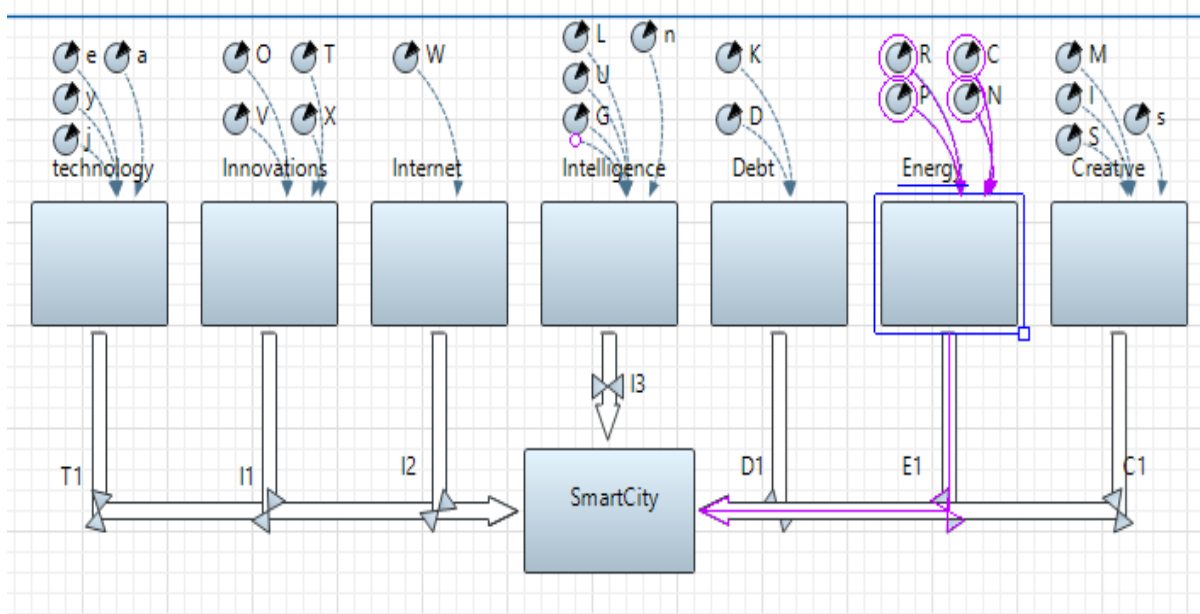 e a O T W L n K R C M
U
y V X G D P N I s
j S
technology Innovations Internet Intelligence Debt Energy Creative
I3
T1 I1 I2 D1 E1 C1
SmartCity